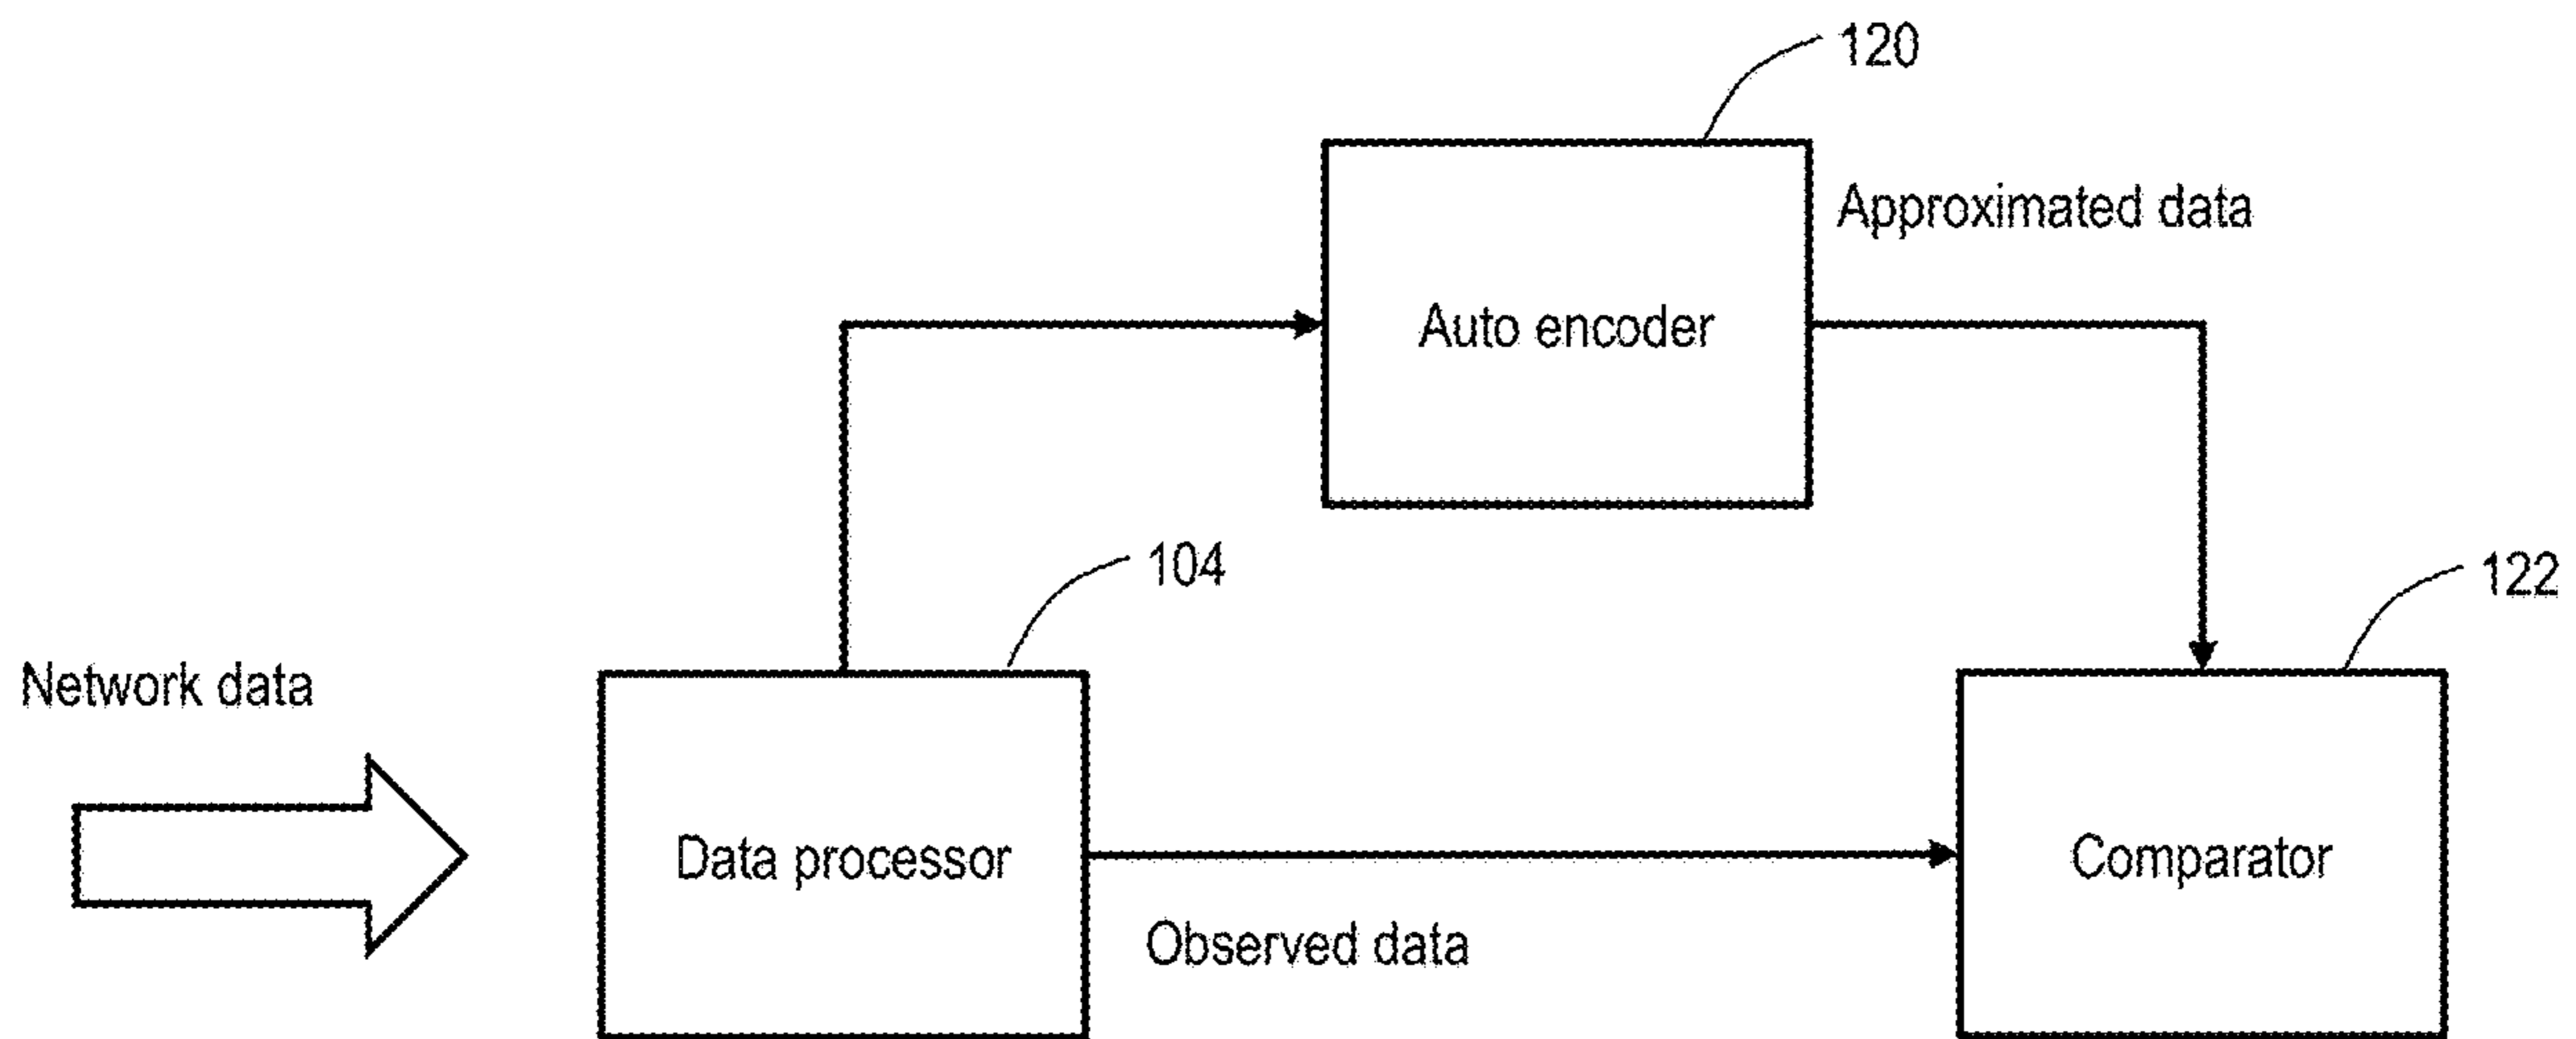 120
Approximated data
Auto encoder
104
122
Network data
Data processor
Comparator
Observed data